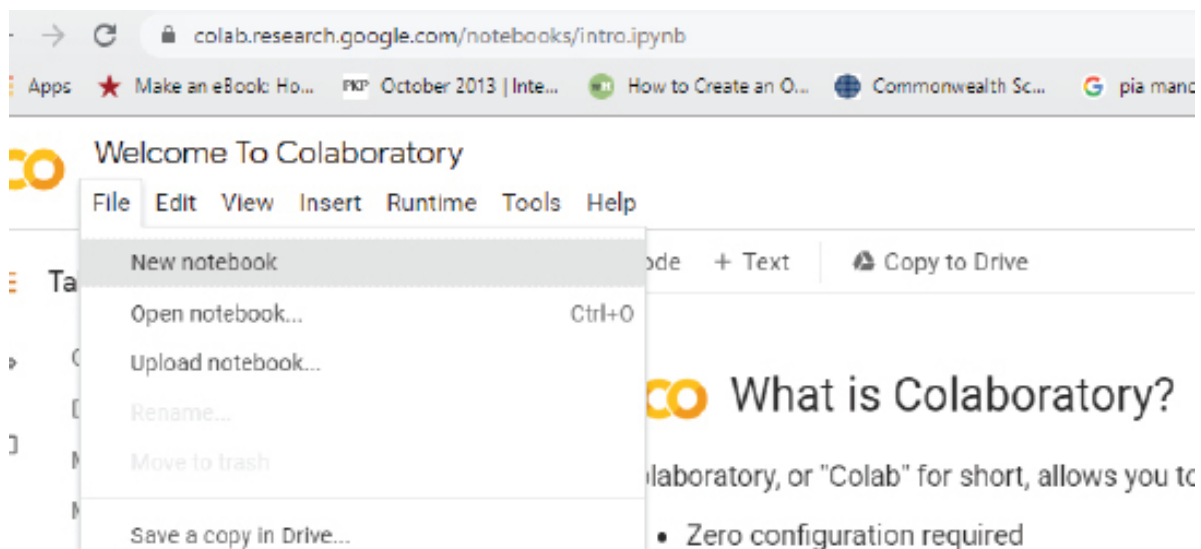 colab.research.google.com/notebooks/intro.ipynb
Apps Make an eBook: Ho... PKP October 2013 | Inte... How to Create an O... Commonwealth Sc... G pia manc
CO Welcome To Colaboratory
File Edit View Insert Runtime Tools Help
New notebook
+ Text Copy to Drive
Ta
Open notebook... Ctrl+O
Upload notebook...
CO What is Colaboratory?
Rename...
Move to trash
olaboratory, or "Colab" for short, allows you to
Save a copy in Drive...
• Zero configuration required